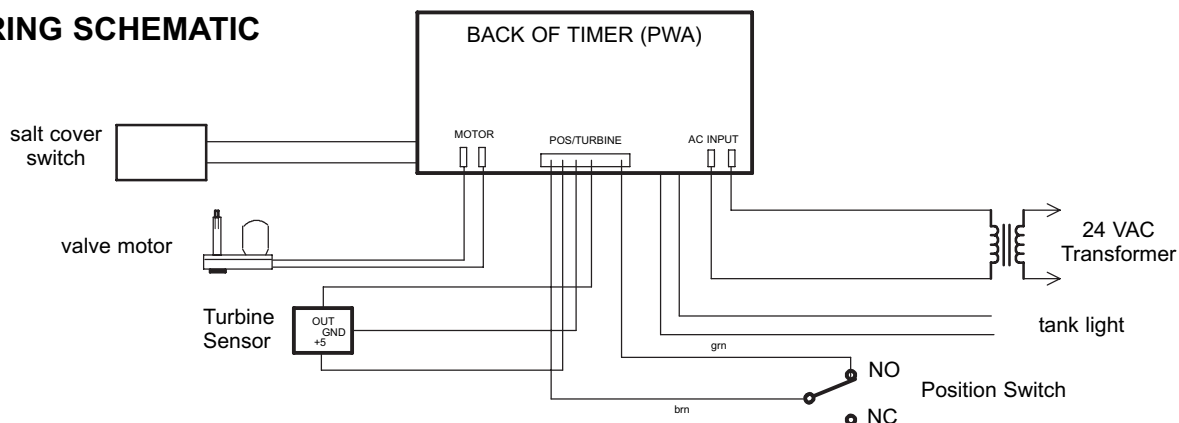 RING SCHEMATIC
BACK OF TIMER (PWA)
salt cover
switch
MOTOR
POS/TURBINE
AC INPUT
valve motor
24 VAC
Transformer
Turbine
Sensor
OUT
GND
+5
tank light
grn
NO
Position Switch
brn
NC